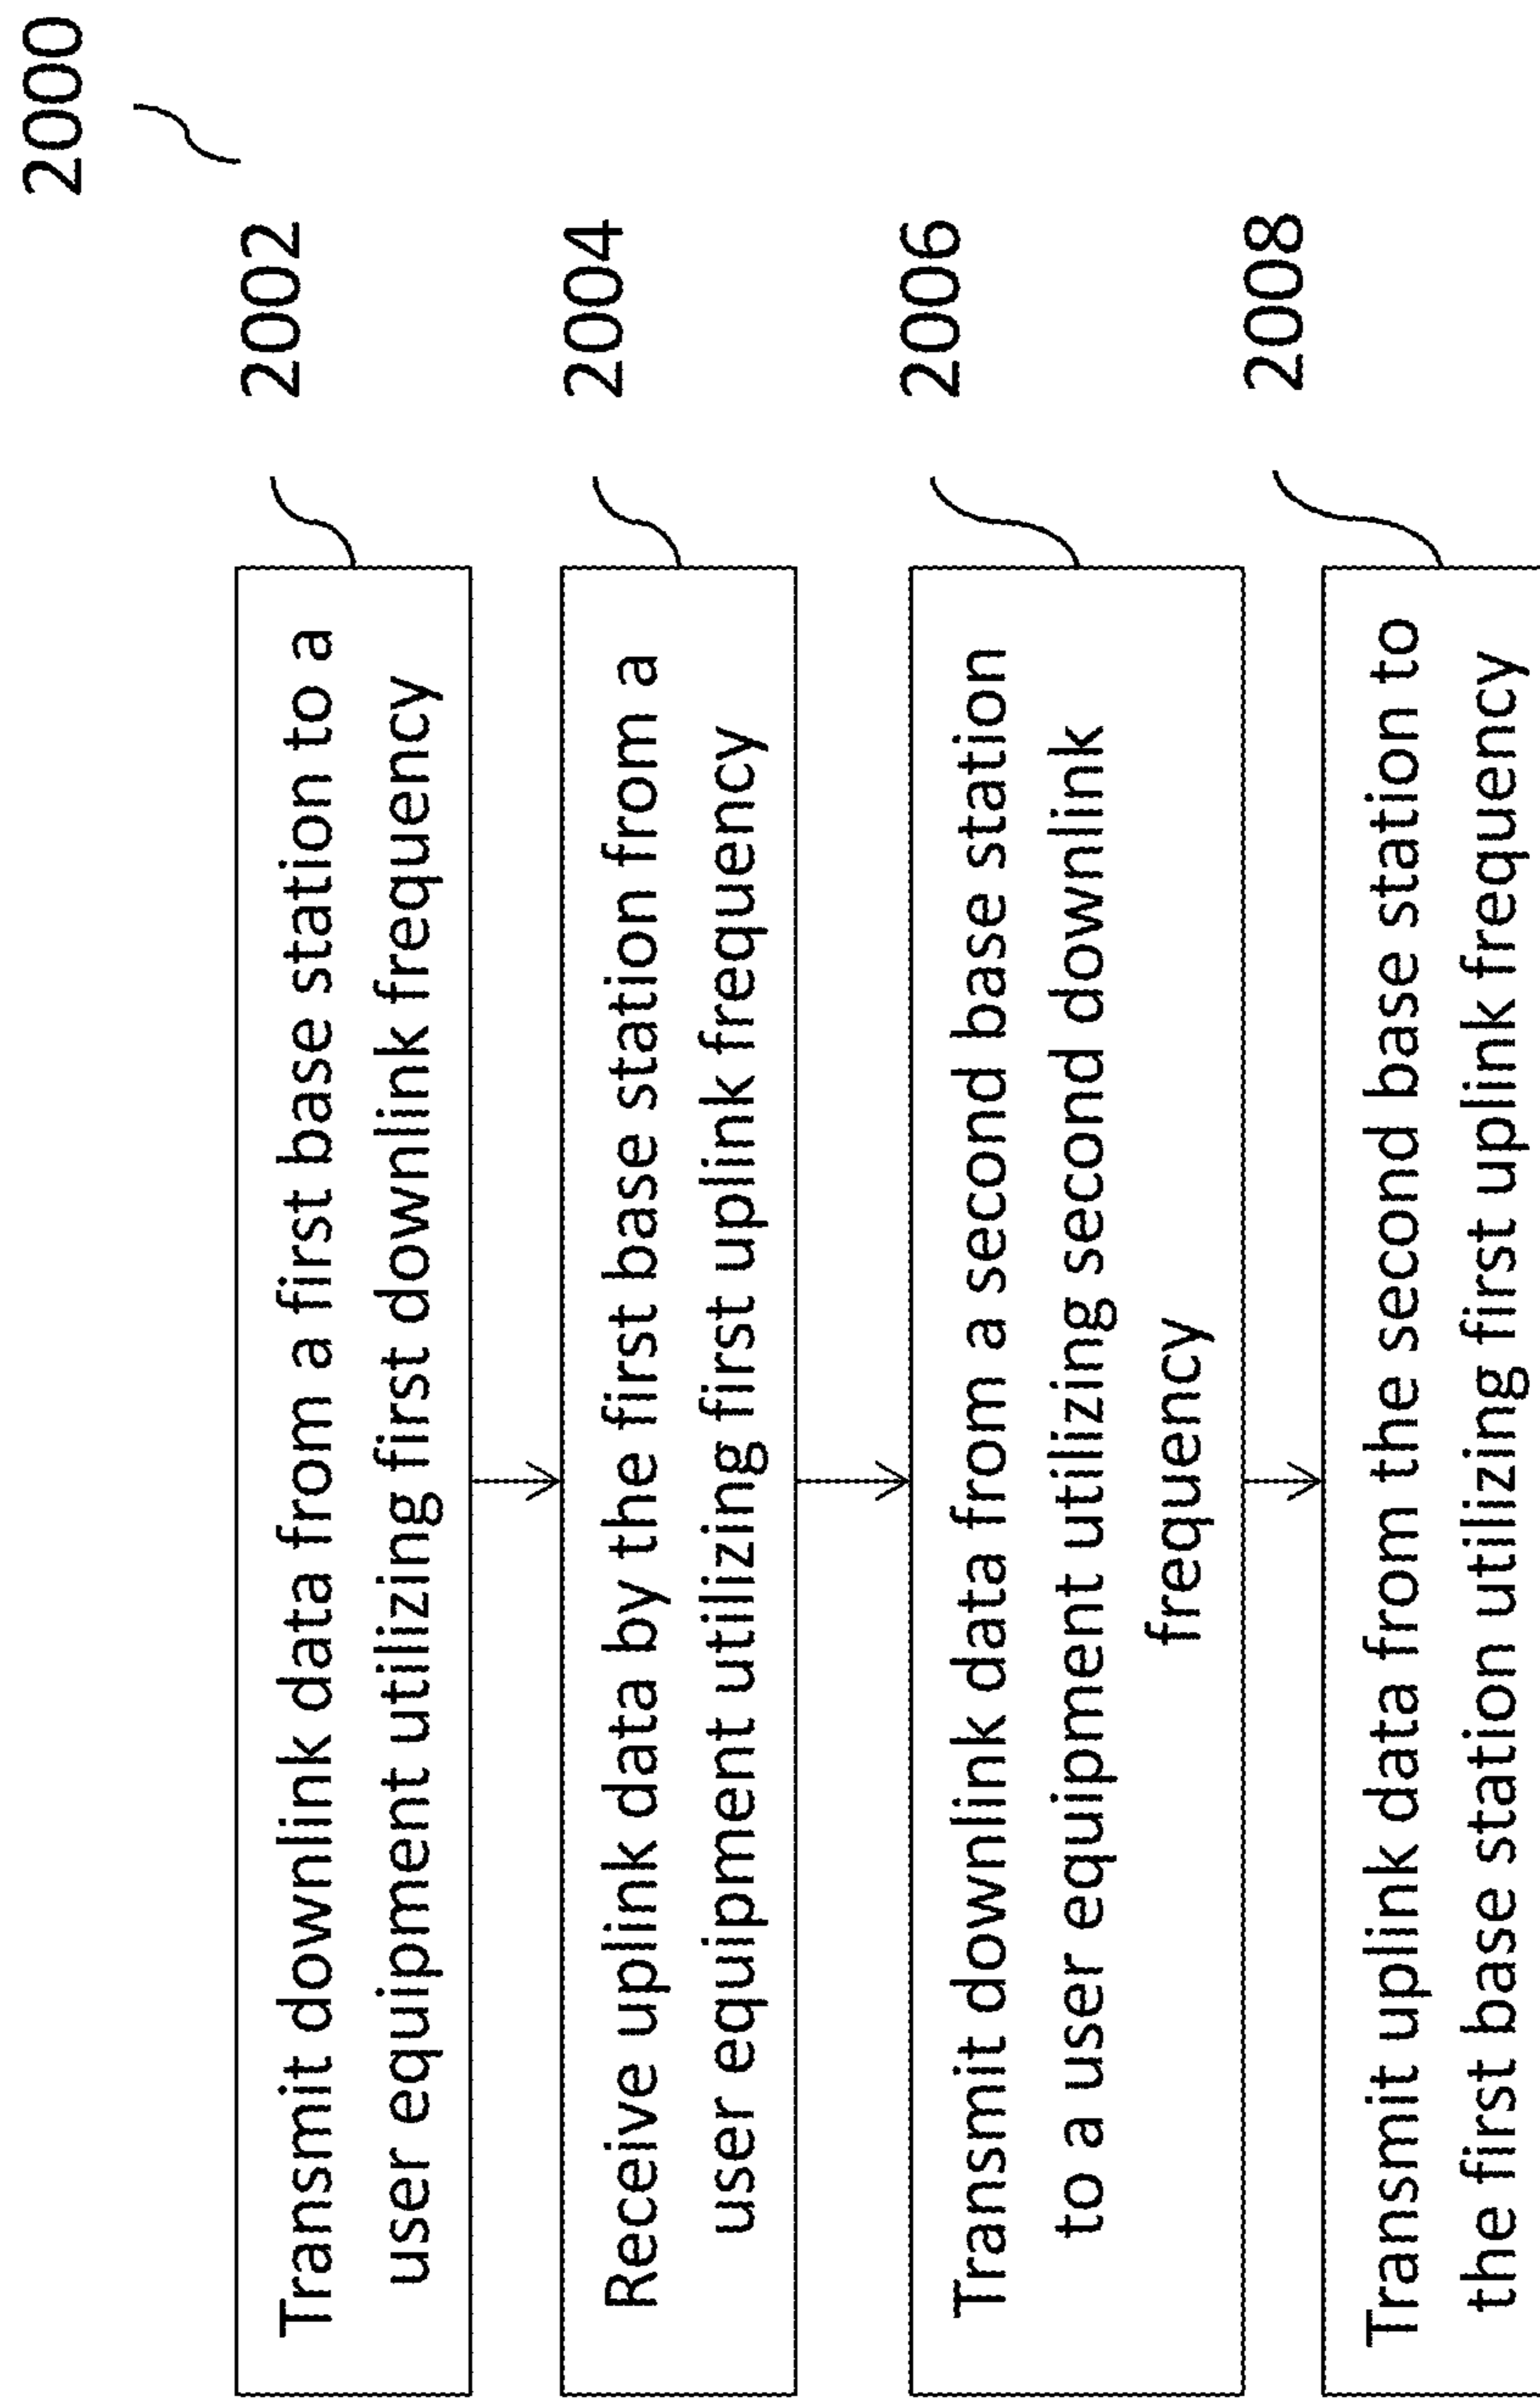 2000
2002
Transmit downlink data from a first base station to a
user equipment utilizing first downlink frequency
2004
Receive uplink data by the first base station from a
user equipment utilizing first uplink frequency
2006
Transmit downlink data from a second base station
to a user equipment utilizing second downlink
frequency
2008
Transmit uplink data from the second base station to
the first base station utilizing first uplink frequency